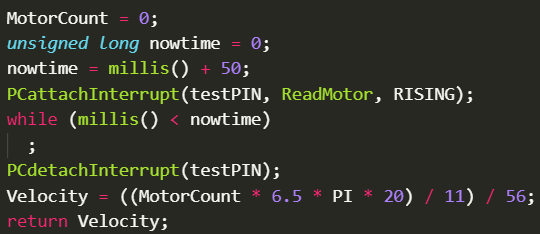 MotorCount = 0;
unsigned long nowtime = 0;
nowtime = millis() + 50;
PCattachInterrupt(testPIN, ReadMotor, RISING);
while (millis() < nowtime)
;
PCdetachInterrupt(testPIN);
Velocity = ((MotorCount * 6.5 * PI * 20) / 11) / 56;
return Velocity;